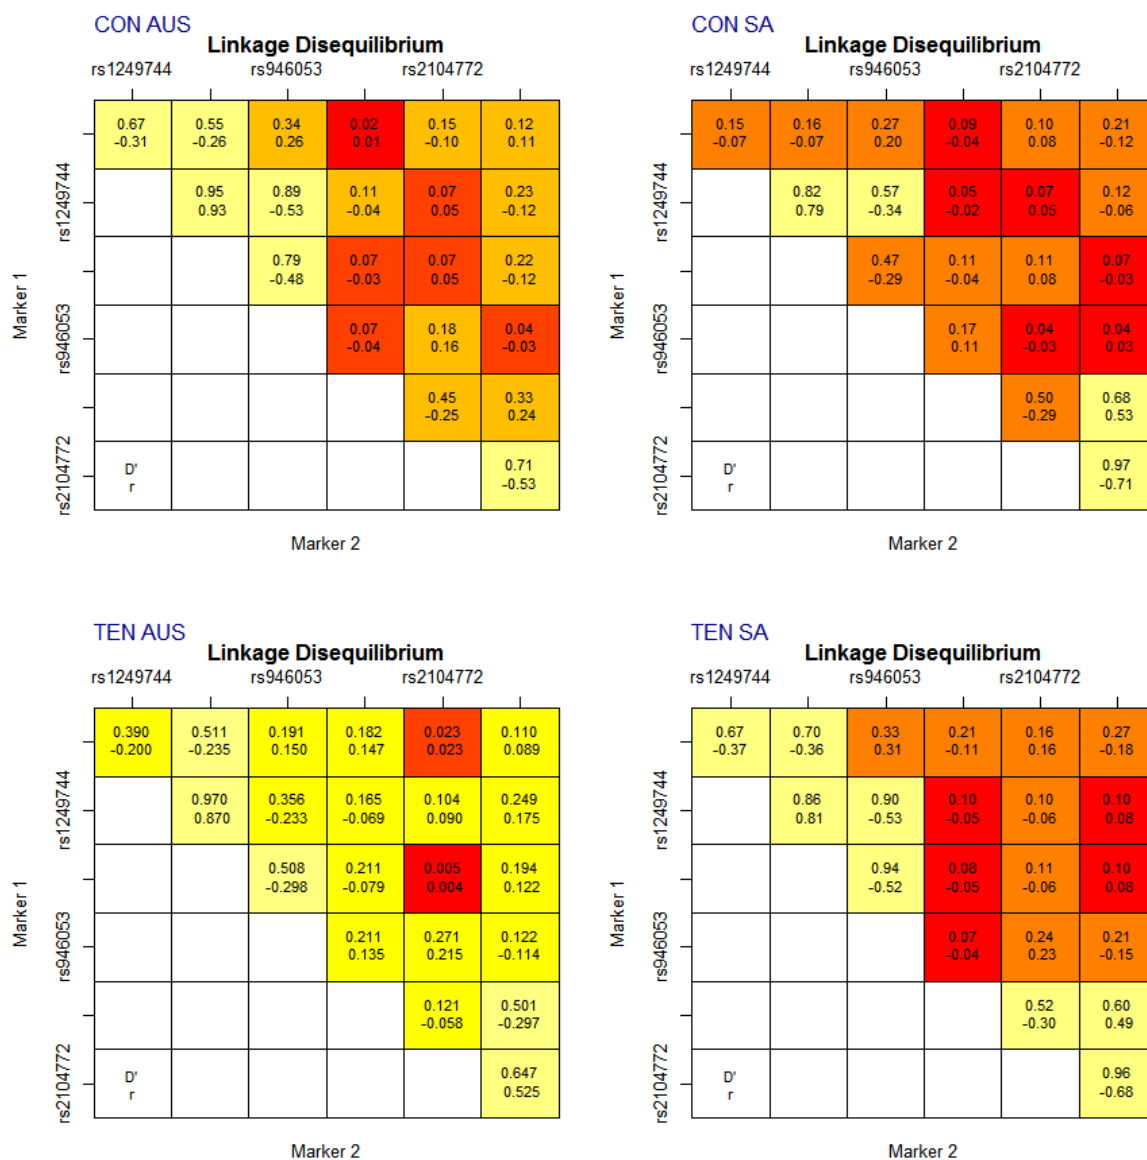 CON AUS
Linkage Disequilibrium
rs1249744 rs946053 rs2104772
0.67 0.55 0.34 0.02 0.15 0.12
-0.31 -0.26 0.26 0.01 -0.10 0.11
0.95 0.89 0.11 0.07 0.23
0.93 -0.53 -0.04 0.05 -0.12
0.79 0.07 0.07 0.22
-0.48 -0.03 0.05 -0.12
0.07 0.18 0.04
-0.04 0.16 -0.03
0.45 0.33
-0.25 0.24
D' 0.71
r -0.53
rs1249744
rs946053
rs2104772
Marker 1
Marker 2
CON SA
Linkage Disequilibrium
rs1249744 rs946053 rs2104772
0.15 0.16 0.27 0.09 0.10 0.21
-0.07 -0.07 0.20 -0.04 0.08 -0.12
0.82 0.57 0.05 0.07 0.12
0.79 -0.34 -0.02 0.05 -0.06
0.47 0.11 0.11 0.07
-0.29 -0.04 0.08 -0.03
0.17 0.04 0.04
0.11 -0.03 0.03
0.50 0.68
-0.29 0.53
D' 0.97
r -0.71
rs1249744
rs946053
rs2104772
Marker 1
Marker 2
TEN AUS
Linkage Disequilibrium
rs1249744 rs946053 rs2104772
0.390 0.511 0.191 0.182 0.023 0.110
-0.200 -0.235 0.150 0.147 0.023 0.089
0.970 0.356 0.165 0.104 0.249
0.870 -0.233 -0.069 0.090 0.175
0.508 0.211 0.005 0.194
-0.298 -0.079 0.004 0.122
0.211 0.271 0.122
0.135 0.215 -0.114
0.121 0.501
-0.058 -0.297
D' 0.647
r 0.525
rs1249744
rs946053
rs2104772
Marker 1
Marker 2
TEN SA
Linkage Disequilibrium
rs1249744 rs946053 rs2104772
0.67 0.70 0.33 0.21 0.16 0.27
-0.37 -0.36 0.31 -0.11 0.16 -0.18
0.86 0.90 0.10 0.10 0.10
0.81 -0.53 -0.05 -0.06 0.08
0.94 0.08 0.11 0.10
-0.52 -0.05 -0.06 0.08
0.07 0.24 0.21
-0.04 0.23 -0.15
0.52 0.60
-0.30 0.49
D' 0.96
r -0.68
rs1249744
rs946053
rs2104772
Marker 1
Marker 2